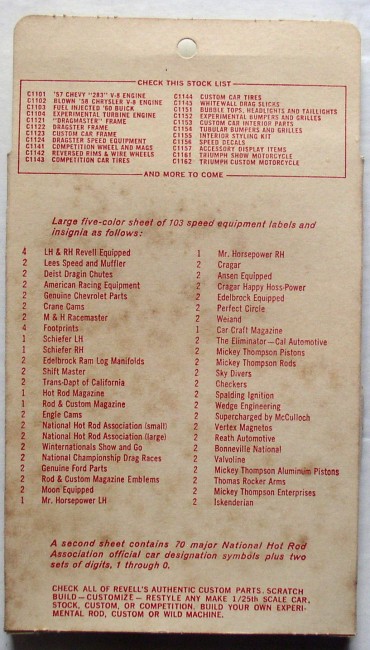 CHECK THIS STOCK LIST
C1101 '57 CHEVY "283" V-8 ENGINE
C1102 BLOWN '58 CHRYSLER V-8 ENGINE
C1103 FUEL INJECTED '60 BUICK
C1104 EXPERIMENTAL TURBINE ENGINE
C1121 "DRAGMASTER" FRAME
C1122 DRAGSTER FRAME
C1123 CUSTOM CAR FRAME
C1124 DRAGSTER SPEED EQUIPMENT
C1141 COMPETITION WHEEL AND MAGS
C1142 REVERSED RIMS & WIRE WHEELS
C1143 COMPETITION CAR TIRES
C1144 CUSTOM CAR TIRES
C1145 WHITEWALL DRAG SLICKS
C1151 BUBBLE TOPS, HEADLIGHTS AND TAILLIGHTS
C1152 EXPERIMENTAL BUMPERS AND GRILLES
C1153 CUSTOM CAR INTERIOR PARTS
C1154 TUBULAR BUMPERS AND GRILLES
C1155 INTERIOR STYLING KIT
C1156 SPEED DECALS
C1157 ACCESSORY DISPLAY ITEMS
C1161 TRIUMPH SHOW MOTORCYCLE
C1162 TRIUMPH CUSTOM MOTORCYCLE
AND MORE TO COME
Large five-color sheet of 103 speed equipment labels and
insignia as follows:
4 LH & RH Revell Equipped
2 Lees Speed and Muffler
2 Deist Dragin Chutes
2 American Racing Equipment
2 Genuine Chevrolet Parts
2 Crane Cams
2 M & H Racemaster
4 Footprints
1 Schiefer LH
1 Schiefer RH
2 Edelbrock Ram Log Manifolds
2 Shift Master
2 Trans-Dapt of California
1 Hot Rod Magazine
1 Rod & Custom Magazine
2 Engle Cams
2 National Hot Rod Association (small)
2 National Hot Rod Association (large)
2 Winternationals Show and Go
2 National Championship Drag Races
2 Genuine Ford Parts
2 Rod & Custom Magazine Emblems
2 Moon Equipped
1 Mr. Horsepower LH
1 Mr. Horsepower RH
2 Cragar
2 Ansen Equipped
2 Cragar Happy Hoss-Power
2 Edelbrock Equipped
2 Perfect Circle
2 Weiand
1 Car Craft Magazine
2 The Eliminator—Cal Automotive
2 Mickey Thompson Pistons
2 Mickey Thompson Rods
2 Sky Divers
2 Checkers
2 Spalding Ignition
2 Wedge Engineering
2 Supercharged by McCulloch
2 Vertex Magnetos
2 Reath Automotive
2 Bonneville National
2 Valvoline
2 Mickey Thompson Aluminum Pistons
2 Thomas Rocker Arms
2 Mickey Thompson Enterprises
2 Iskenderian
A second sheet contains 70 major National Hot Rod
Association official car designation symbols plus two
sets of digits, 1 through 0.
CHECK ALL OF REVELL'S AUTHENTIC CUSTOM PARTS. SCRATCH
BUILD—CUSTOMIZE—RESTYLE ANY MAKE 1/25th SCALE CAR,
STOCK, CUSTOM, OR COMPETITION. BUILD YOUR OWN EXPERI-
MENTAL ROD, CUSTOM OR WILD MACHINE.